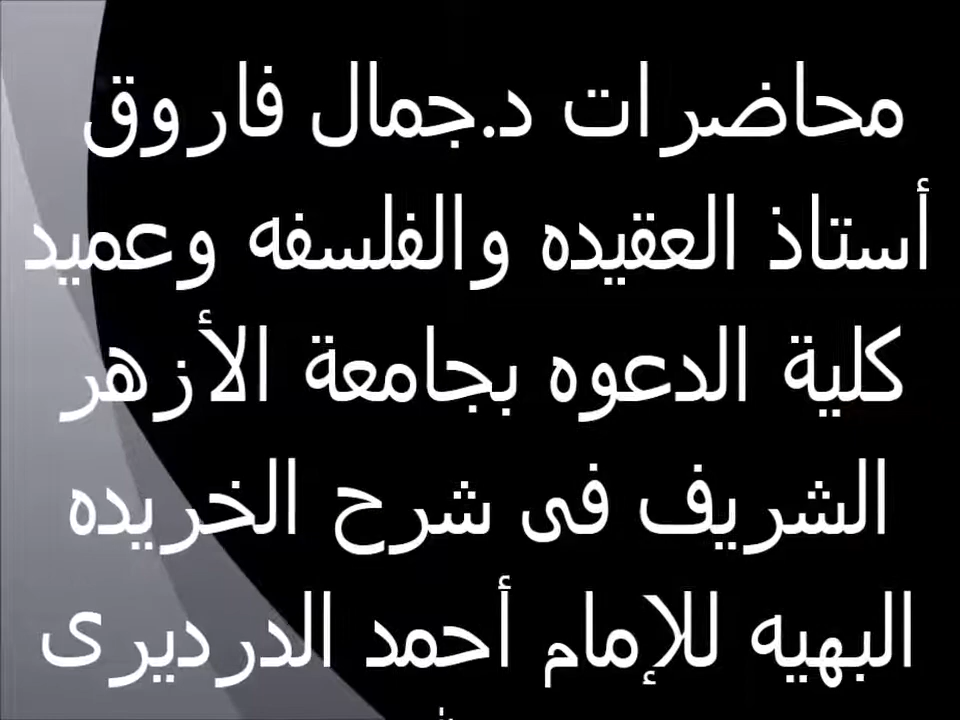 محاضرات د.جمال فاروق
أستاذ العقيده والفلسفه وعميد
كلية الدعوه بجامعة الأزهر
الشريف فى شرح الخريده
البهيه للإمام أحمد الدرديرى